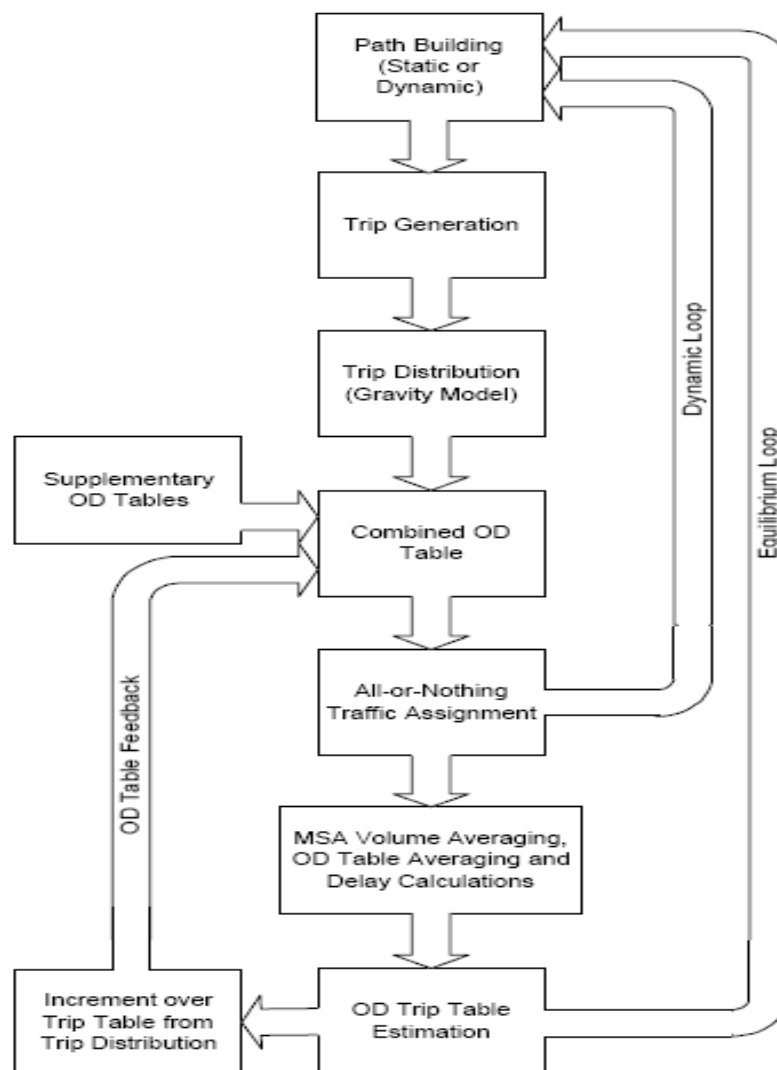 Path Building
(Static or
Dynamic)
Trip Generation
Trip Distribution
(Gravity Model)
Supplementary
OD Tables
Combined OD
Table
All-or-Nothing
Traffic Assignment
MSA Volume Averaging,
OD Table Averaging and
Delay Calculations
OD Trip Table
Estimation
Increment over
Trip Table from
Trip Distribution
OD Table Feedback
Dynamic Loop
Equilibrium Loop